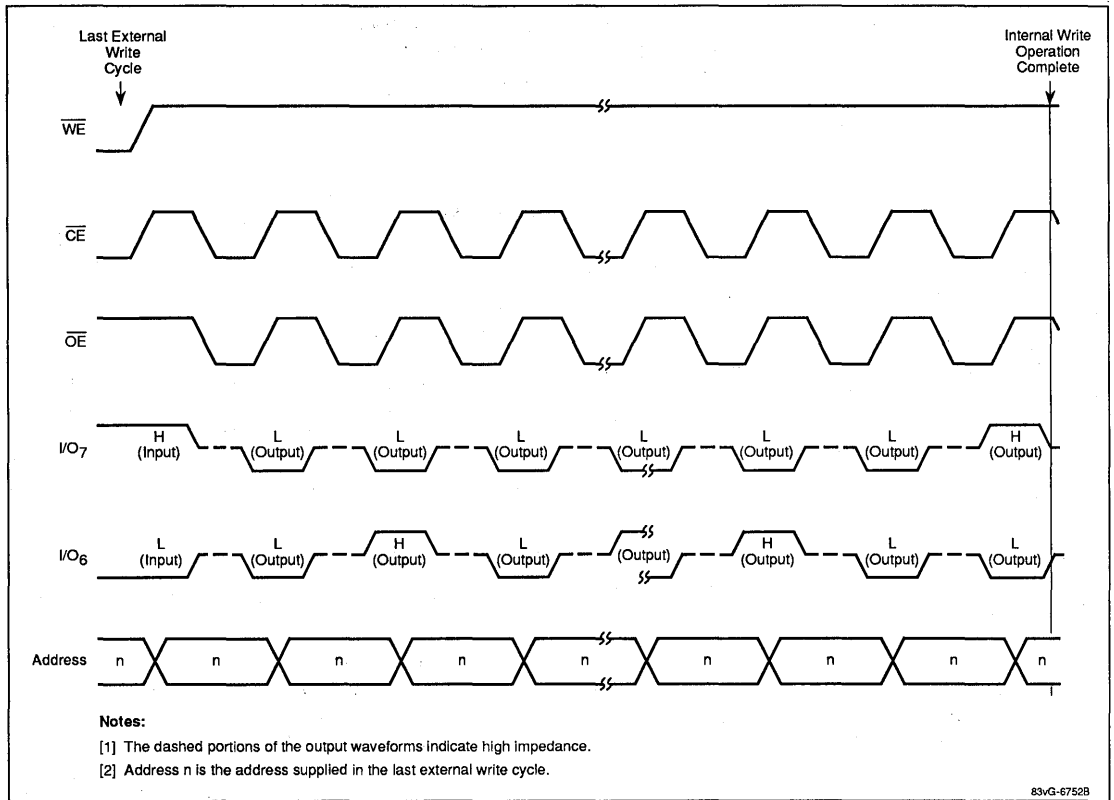 Last External
Write
Cycle
Internal Write
Operation
Complete
WE
CE
OE
I/O7
H
(Input)
L
(Output)
L
(Output)
L
(Output)
L
(Output)
L
(Output)
L
(Output)
H
(Output)
I/O6
L
(Input)
L
(Output)
H
(Output)
L
(Output)
(Output)
H
(Output)
L
(Output)
L
(Output)
Address n n n n n n n n n
Notes:
[1] The dashed portions of the output waveforms indicate high impedance.
[2] Address n is the address supplied in the last external write cycle.
83vG-6752B